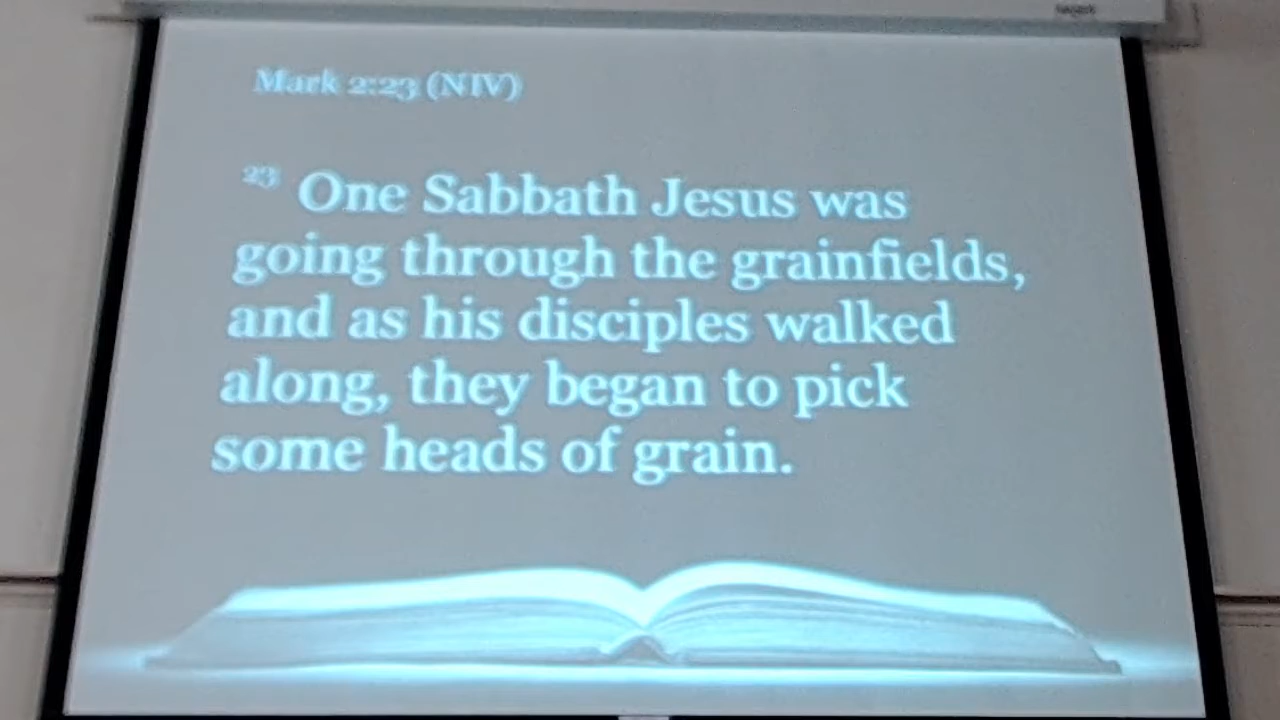 Mark 2:23 (NIV)
23 One Sabbath Jesus was
going through the grainfields,
and as his disciples walked
along, they began to pick
some heads of grain.